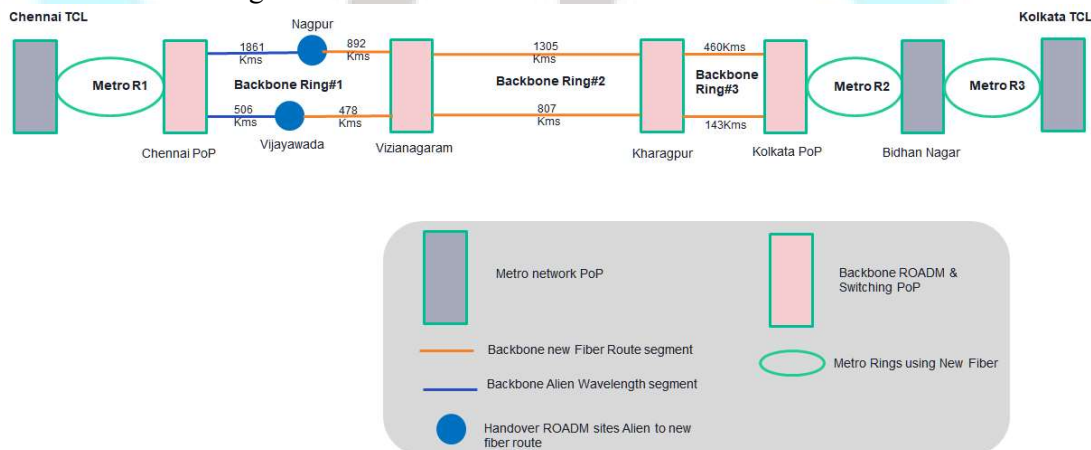 Chennai TCL
Kolkata TCL
Nagpur
1861
Kms
892
Kms
1305
Kms
460Kms
Metro R1
Backbone Ring#1
Backbone Ring#2
Backbone
Ring#3
Metro R2
Metro R3
506
Kms
478
Kms
807
Kms
143Kms
Chennai PoP
Vijayawada
Vizianagaram
Kharagpur
Kolkata PoP
Bidhan Nagar
Metro network PoP
Backbone ROADM &
Switching PoP
Backbone new Fiber Route segment
Metro Rings using New Fiber
Backbone Alien Wavelength segment
Handover ROADM sites Alien to new
fiber route